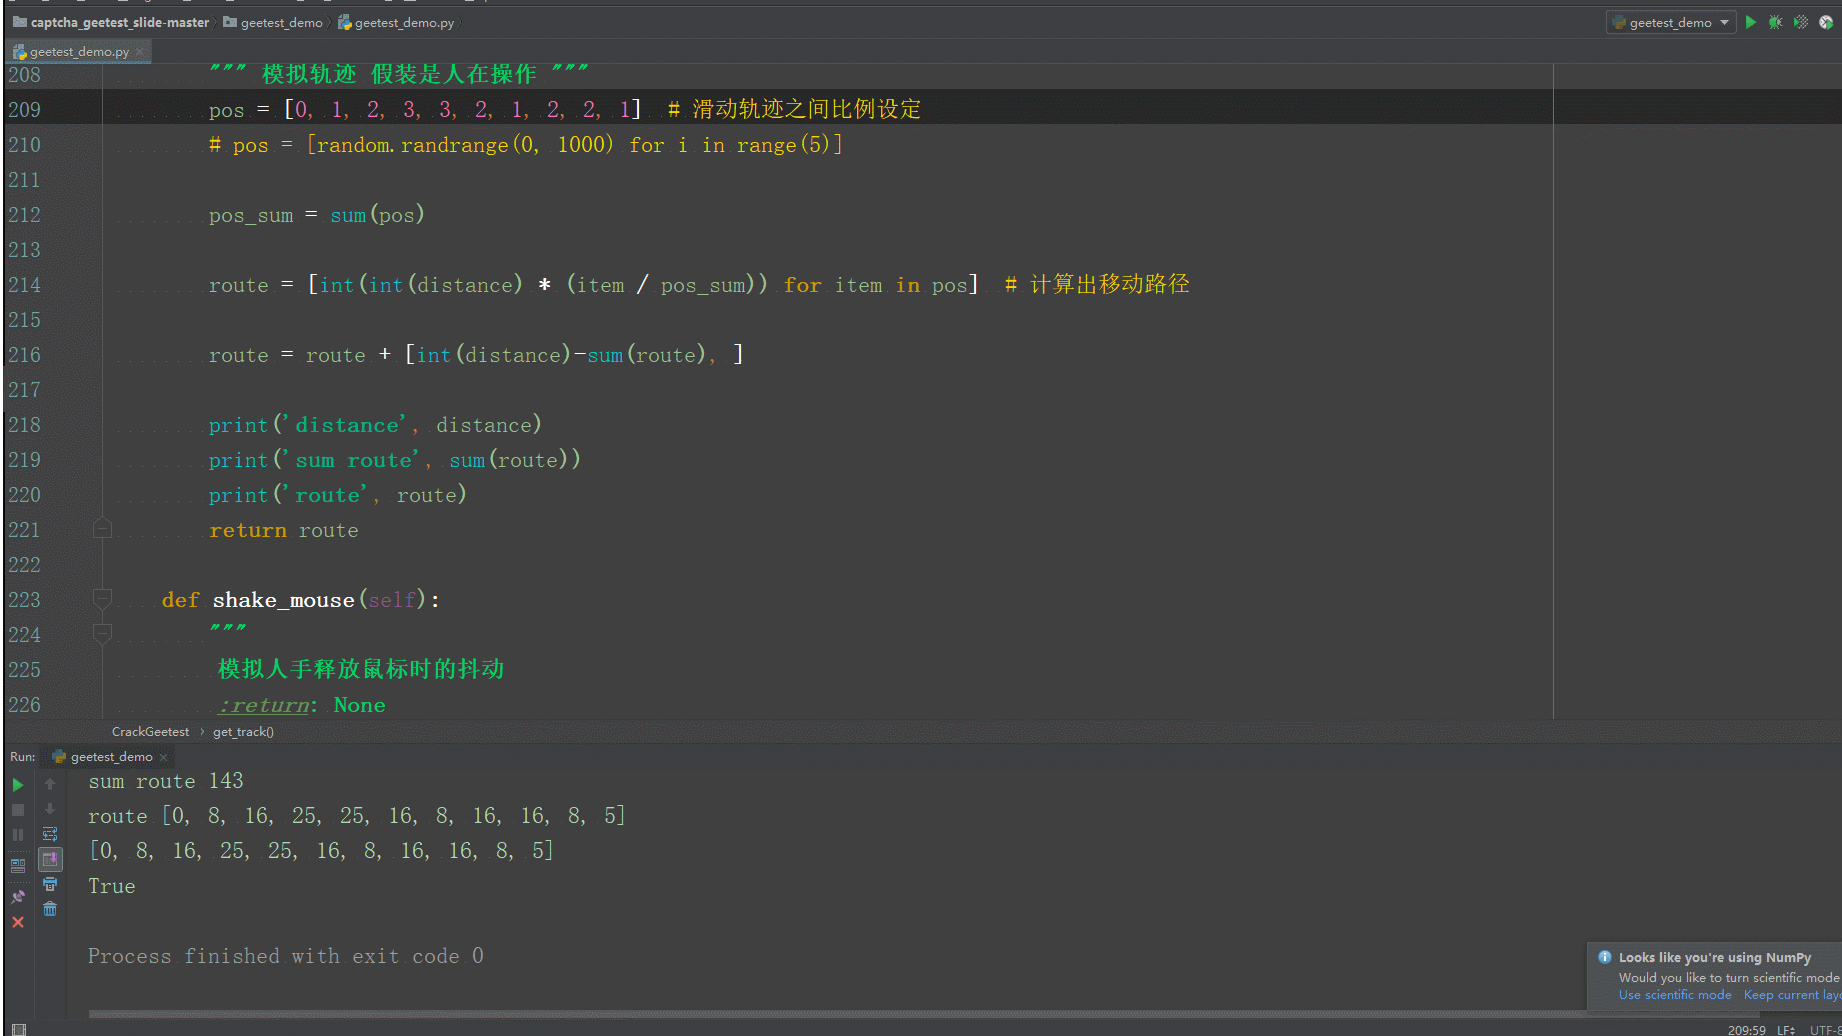 captcha_geetest_slide-master geetest_demo geetest_demo.py geetest_demo
geetest_demo.py
208 """ 模拟轨迹 假装是人在操作 """
209 pos = [0, 1, 2, 3, 3, 2, 1, 2, 2, 1]  # 滑动轨迹之间比例设定
210 # pos = [random.randrange(0, 1000) for i in range(5)]
211
212 pos_sum = sum(pos)
213
214 route = [int(int(distance) * (item / pos_sum)) for item in pos]  # 计算出移动路径
215
216 route = route + [int(distance)-sum(route), ]
217
218 print('distance', distance)
219 print('sum route', sum(route))
220 print('route', route)
221 return route
222
223 def shake_mouse(self):
224 """
225 模拟人手释放鼠标时的抖动
226 :return: None
CrackGeetest › get_track()
Run: geetest_demo
sum route 143
route [0, 8, 16, 25, 25, 16, 8, 16, 16, 8, 5]
[0, 8, 16, 25, 25, 16, 8, 16, 16, 8, 5]
True
Process finished with exit code 0
Looks like you're using NumPy
Would you like to turn scientific mode
Use scientific mode Keep current
209:59 LF UTF-8